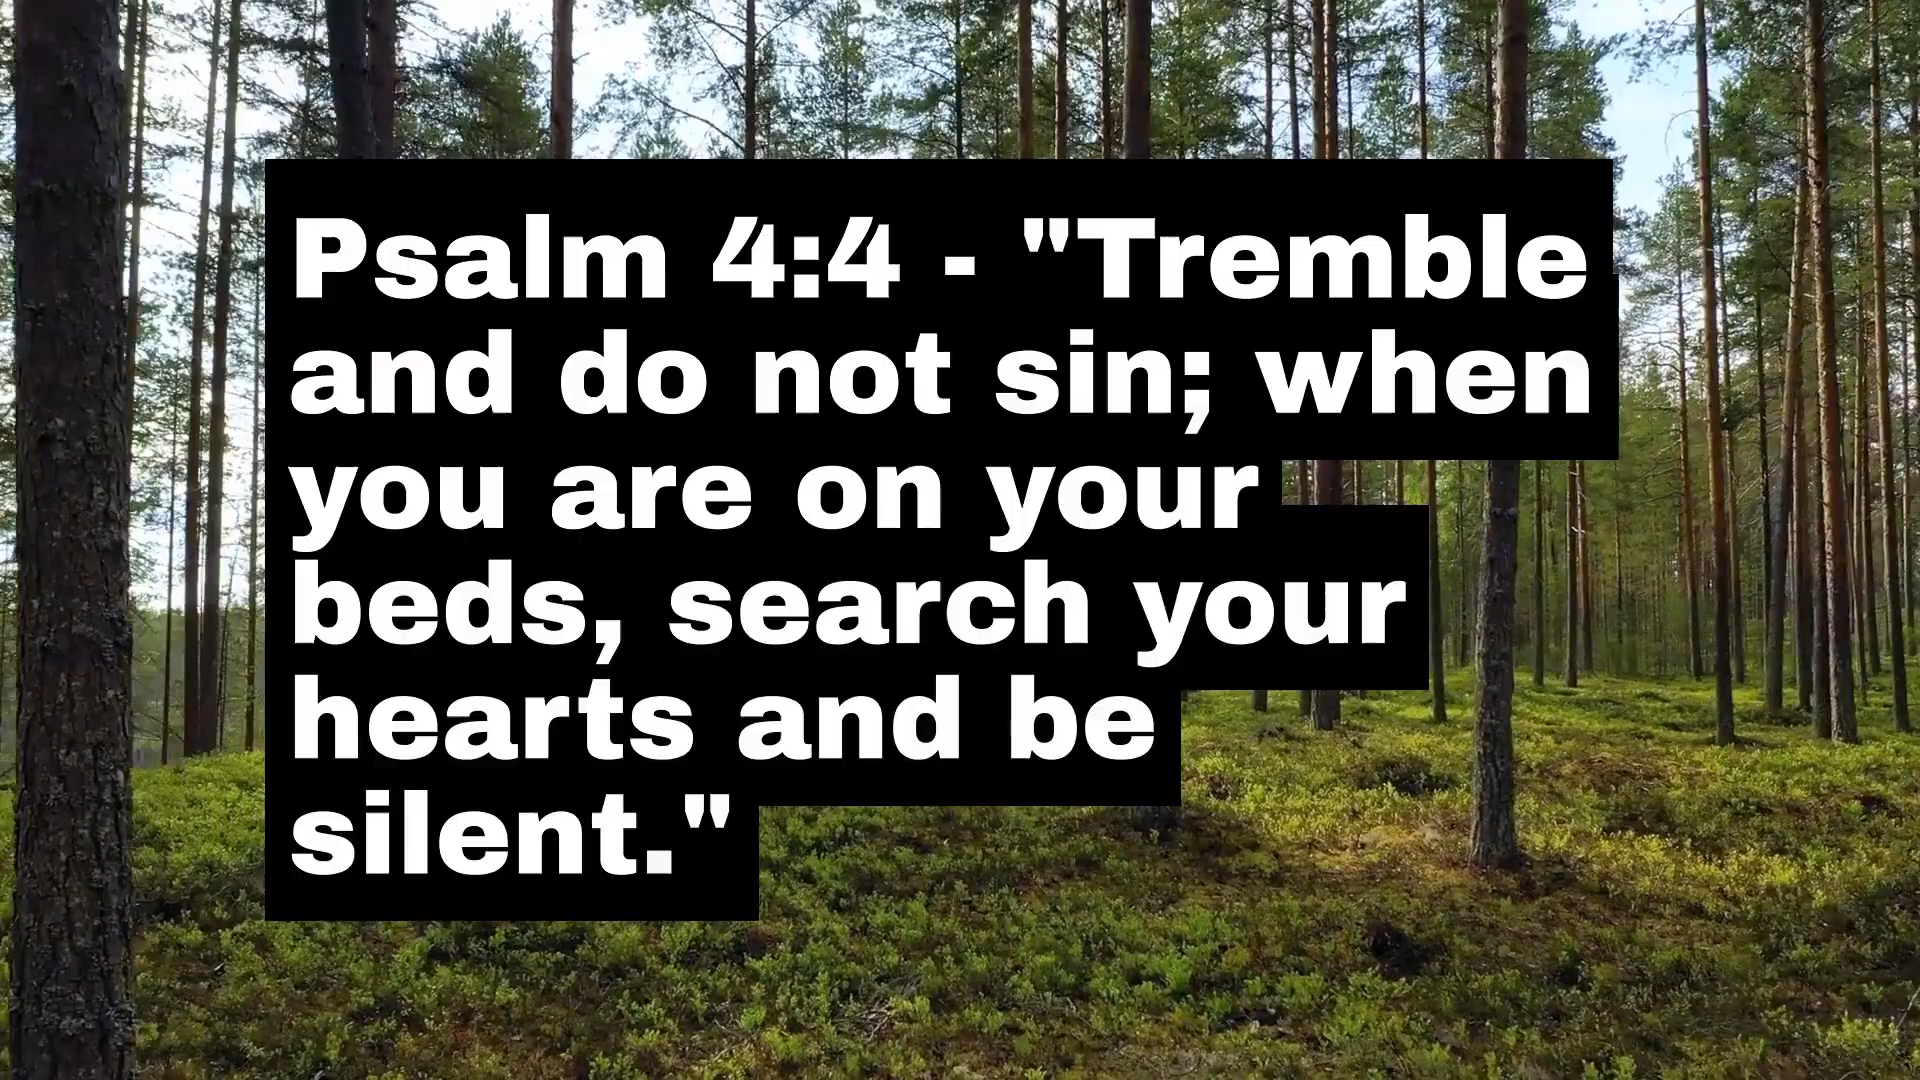 Psalm 4:4 - "Tremble
and do not sin; when
you are on your
beds, search your
hearts and be
silent."